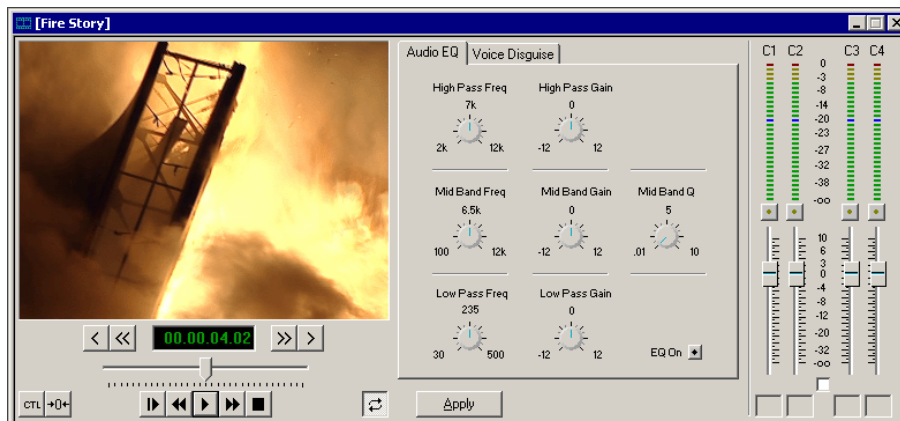 [Fire Story]
Audio EQ
Voice Disguise
High Pass Freq
7k
2k 12k
High Pass Gain
0
-12 12
Mid Band Freq
6.5k
100 12k
Mid Band Gain
0
-12 12
Mid Band Q
5
.01 10
Low Pass Freq
235
30 500
Low Pass Gain
0
-12 12
EQ On
00.00.04.02
CTL
→0←
Apply
C1 C2 C3 C4
0
-3
-8
-14
-20
-23
-27
-32
-38
-oo
10
6
3
0
-4
-8
-12
-20
-32
-oo